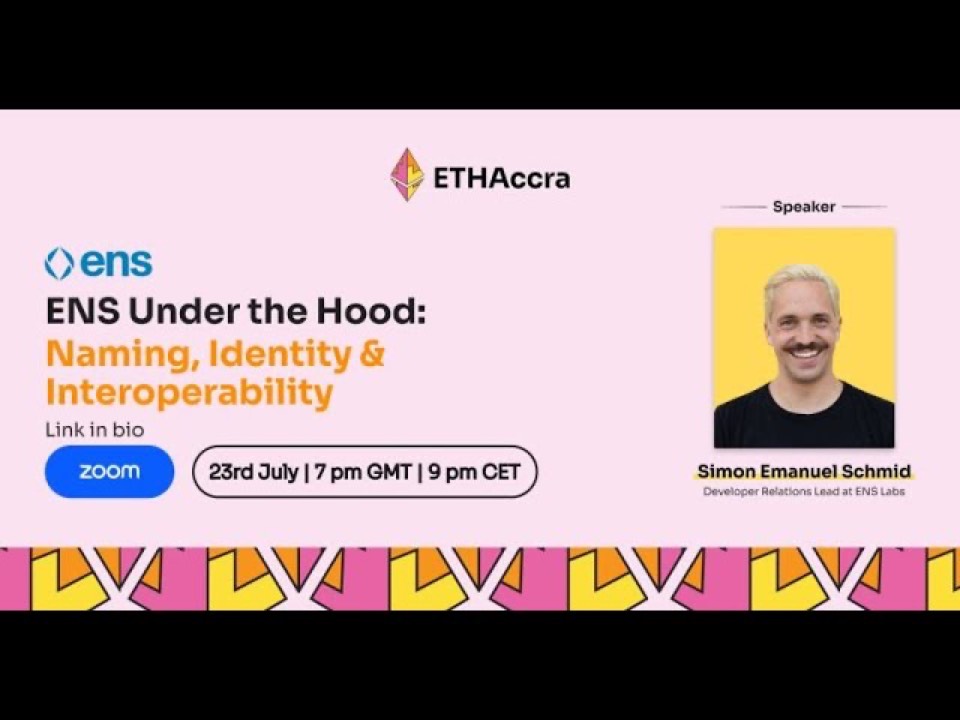 ETHAccra
Speaker
ens
ENS Under the Hood:
Naming, Identity &
Interoperability
Link in bio
zoom
23rd July | 7 pm GMT | 9 pm CET
Simon Emanuel Schmid
Developer Relations Lead at ENS Labs